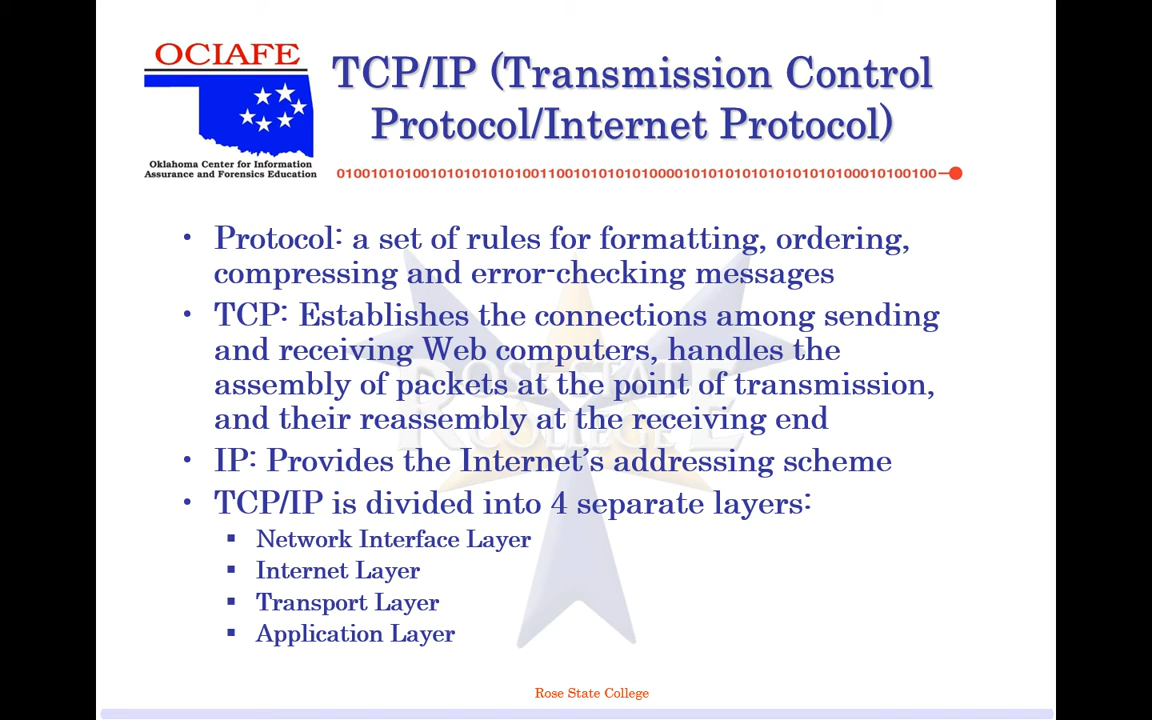 OCIAFE
Oklahoma Center for Information
Assurance and Forensics Education
TCP/IP (Transmission Control
Protocol/Internet Protocol)
• Protocol: a set of rules for formatting, ordering,
compressing and error-checking messages
• TCP: Establishes the connections among sending
and receiving Web computers, handles the
assembly of packets at the point of transmission,
and their reassembly at the receiving end
• IP: Provides the Internet's addressing scheme
• TCP/IP is divided into 4 separate layers:
▪ Network Interface Layer
▪ Internet Layer
▪ Transport Layer
▪ Application Layer
ROSE STATE
COLLEGE
Rose State College